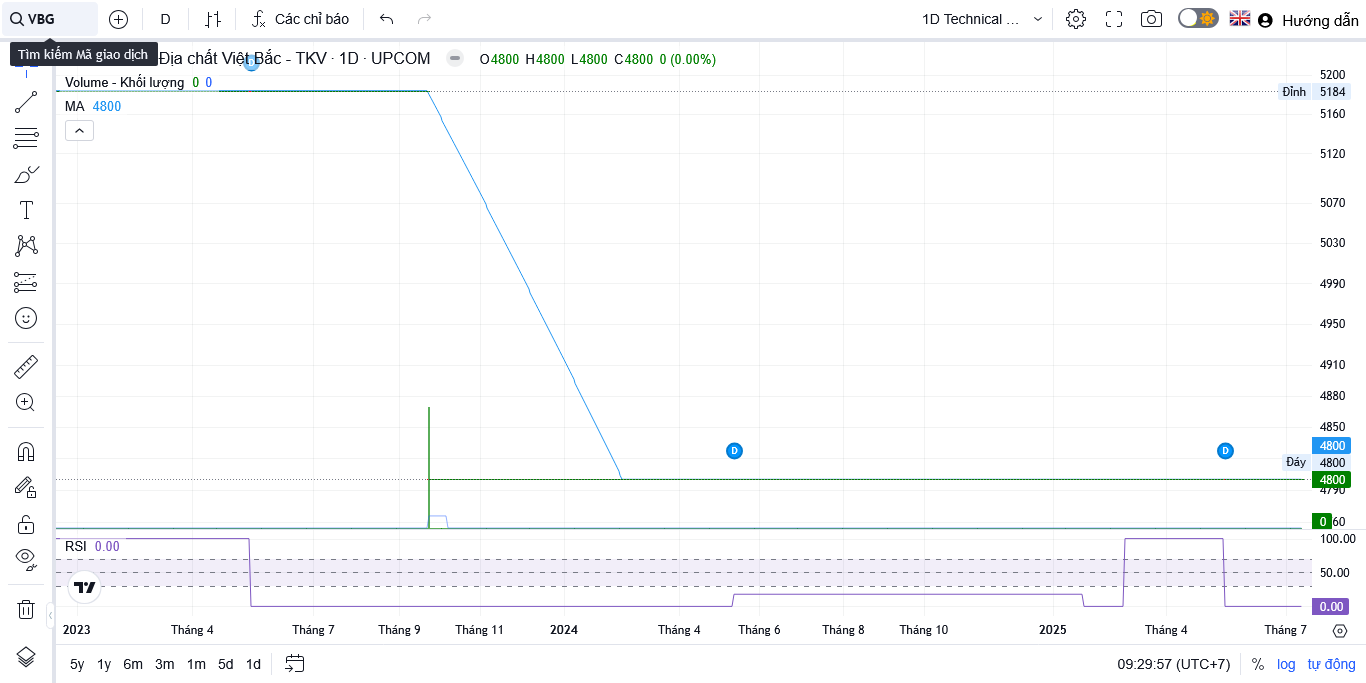 VBG
D
Các chỉ báo
1D Technical ...
Hướng dẫn
Tìm kiếm Mã giao dịch
Địa chất Việt Bắc - TKV · 1D · UPCOM
O4800 H4800 L4800 C4800 0 (0.00%)
Volume - Khối lượng 0 0
MA 4800
5200
Đỉnh 5184
5160
5120
5070
5030
4990
4950
4910
4880
4850
4800
Đáy 4800
4800
4790
0
60
D
D
RSI 0.00
100.00
50.00
0.00
2023 Tháng 4 Tháng 7 Tháng 9 Tháng 11 2024 Tháng 4 Tháng 6 Tháng 8 Tháng 10 2025 Tháng 4 Tháng 7
5y 1y 6m 3m 1m 5d 1d
09:29:57 (UTC+7) % log tự động